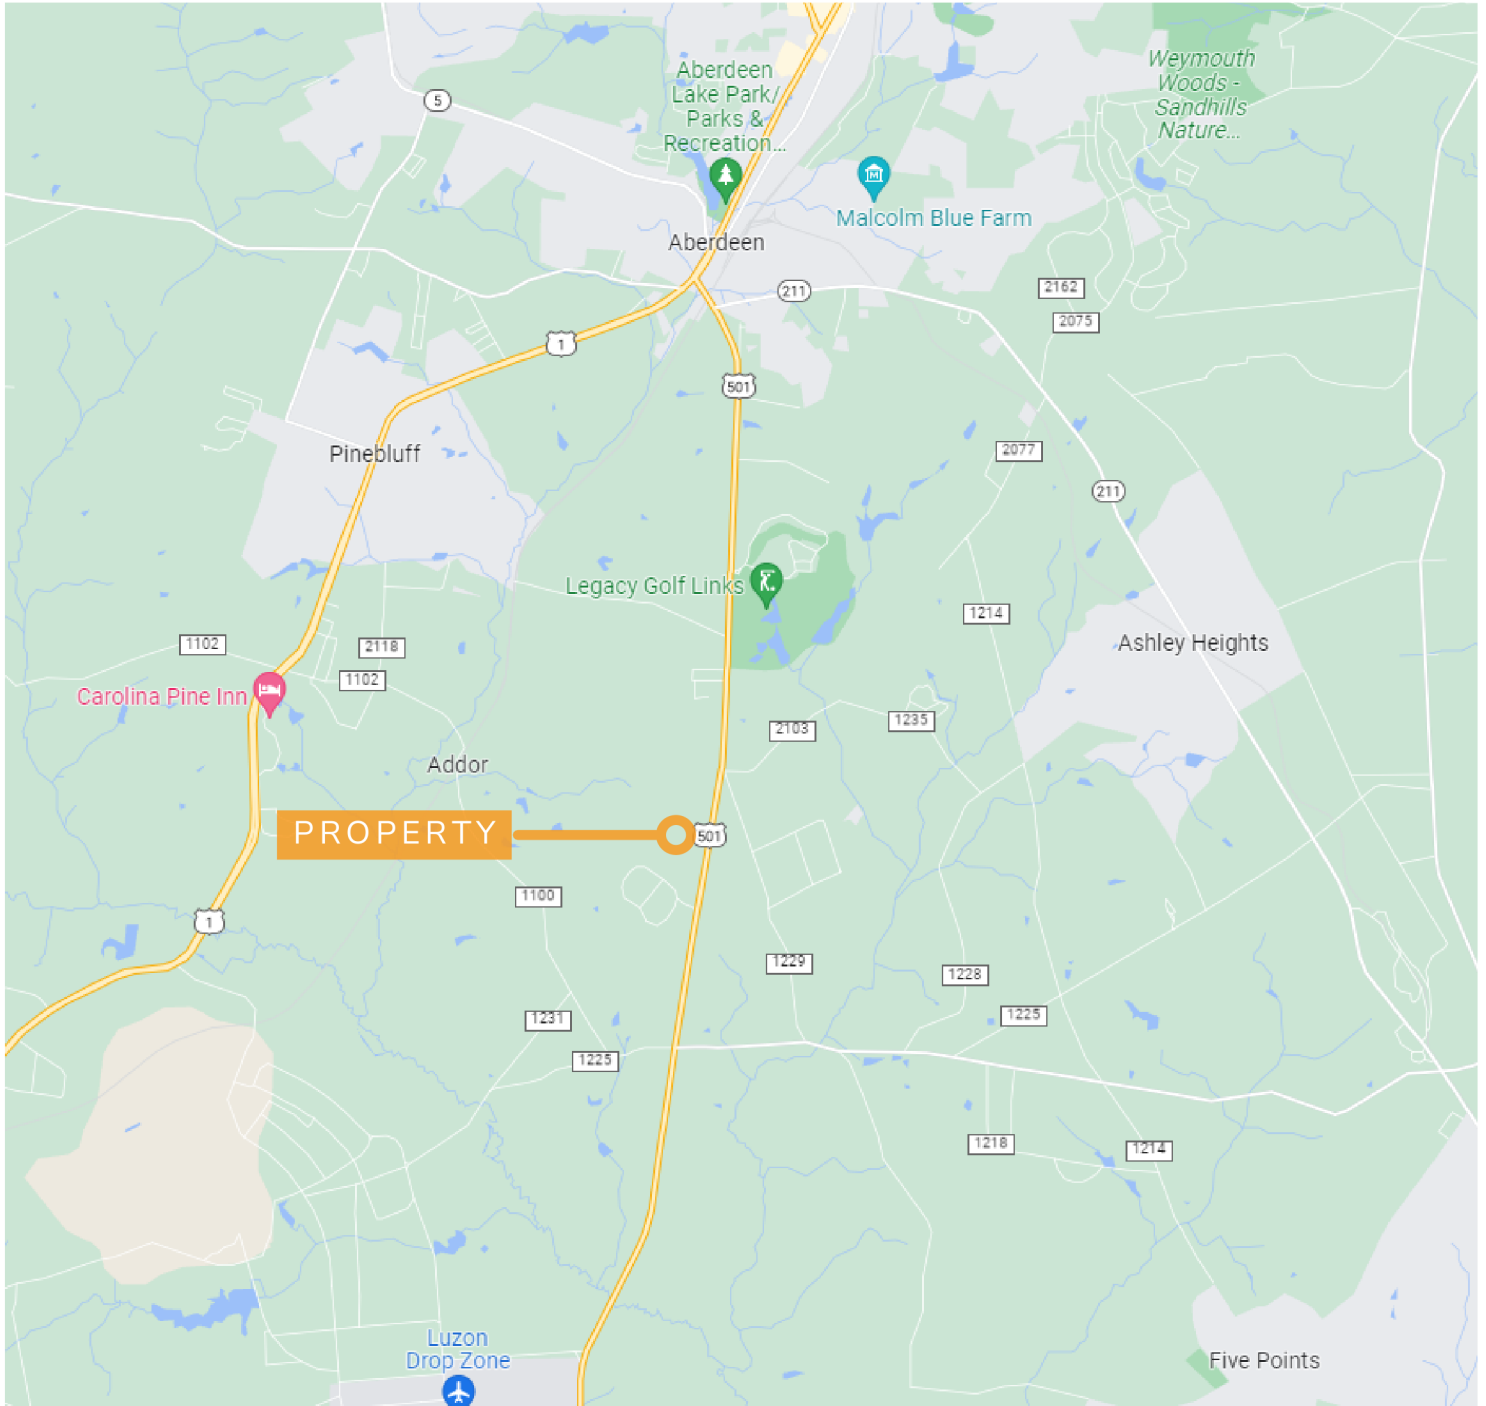 Weymouth
Woods -
Sandhills
Nature...
Aberdeen
Lake Park/
Parks &
Recreation...
5
M
Malcolm Blue Farm
Aberdeen
211
2162
2075
1
501
Pinebluff
2077
211
Legacy Golf Links
1214
Ashley Heights
1102
2118
1102
Carolina Pine Inn
1235
2103
Addor
PROPERTY
501
1100
1
1229
1228
1225
1231
1225
1218
1214
Luzon
Drop Zone
Five Points